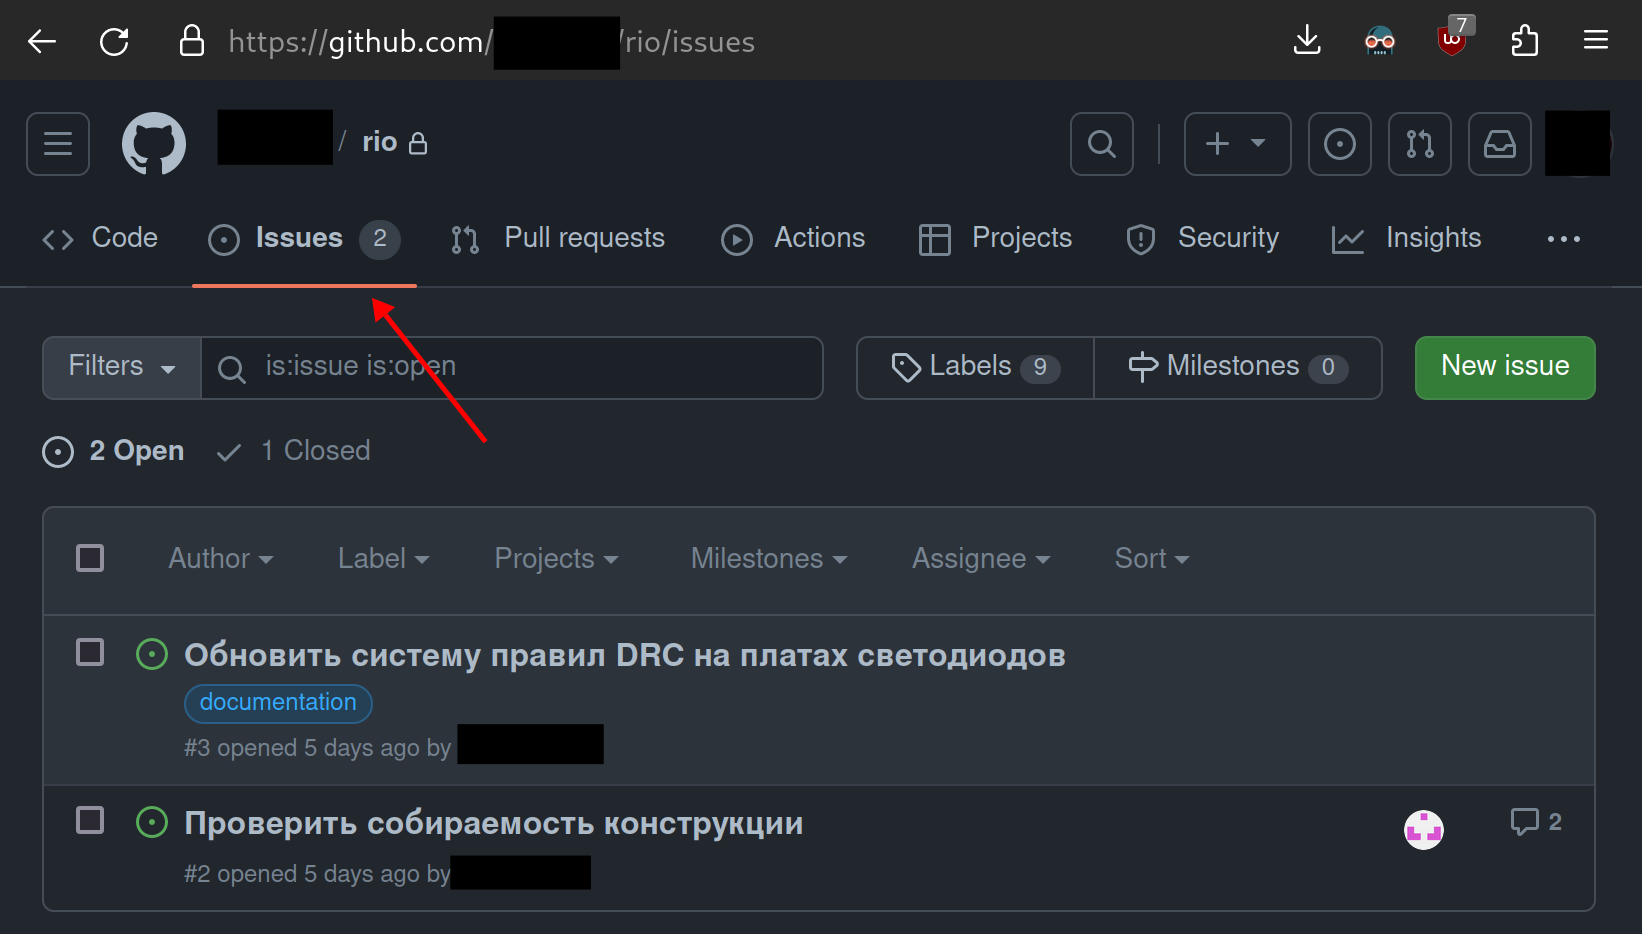 https://github.com/ /rio/issues
7
/ rio
Code Issues 2 Pull requests Actions Projects Security Insights
Filters is:issue is:open Labels 9 Milestones 0 New issue
2 Open 1 Closed
Author Label Projects Milestones Assignee Sort
Обновить систему правил DRC на платах светодиодов
documentation
#3 opened 5 days ago by
Проверить собираемость конструкции 2
#2 opened 5 days ago by